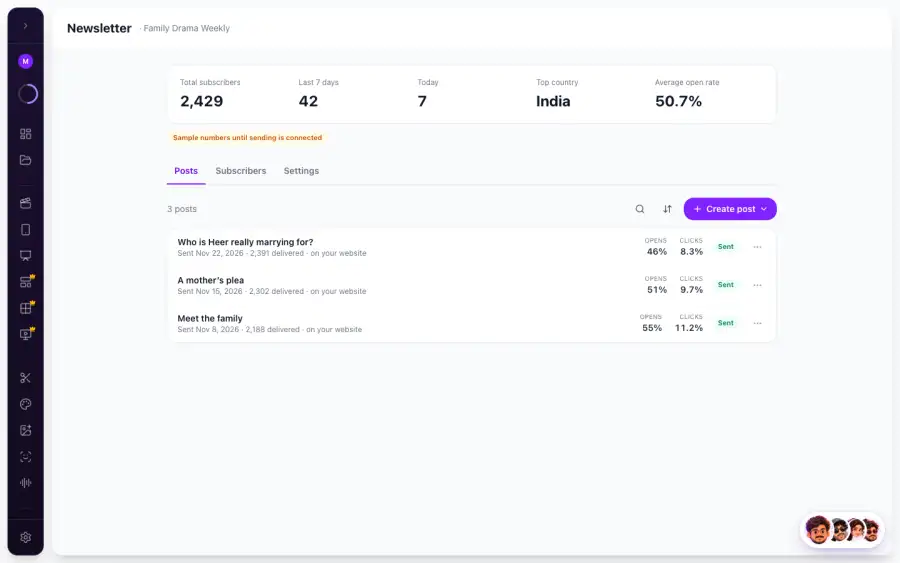 Newsletter · Family Drama Weekly
M
Total subscribers Last 7 days Today Top country Average open rate
2,429 42 7 India 50.7%
Sample numbers until sending is connected
Posts Subscribers Settings
3 posts + Create post
Who is Heer really marrying for? OPENS CLICKS
Sent Nov 22, 2026 · 2,391 delivered · on your website 46% 8.3% Sent
A mother's plea OPENS CLICKS
Sent Nov 15, 2026 · 2,302 delivered · on your website 51% 9.7% Sent
Meet the family OPENS CLICKS
Sent Nov 8, 2026 · 2,188 delivered · on your website 55% 11.2% Sent